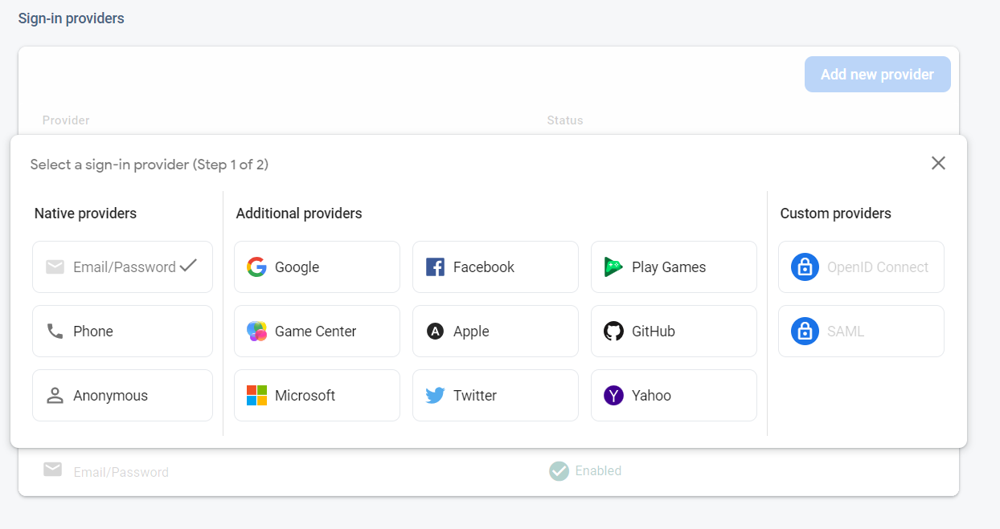 Sign-in providers
Add new provider
Provider Status
Select a sign-in provider (Step 1 of 2)
Native providers Additional providers Custom providers
Email/Password Google Facebook Play Games OpenID Connect
Phone Game Center Apple GitHub SAML
Anonymous Microsoft Twitter Yahoo
Email/Password Enabled